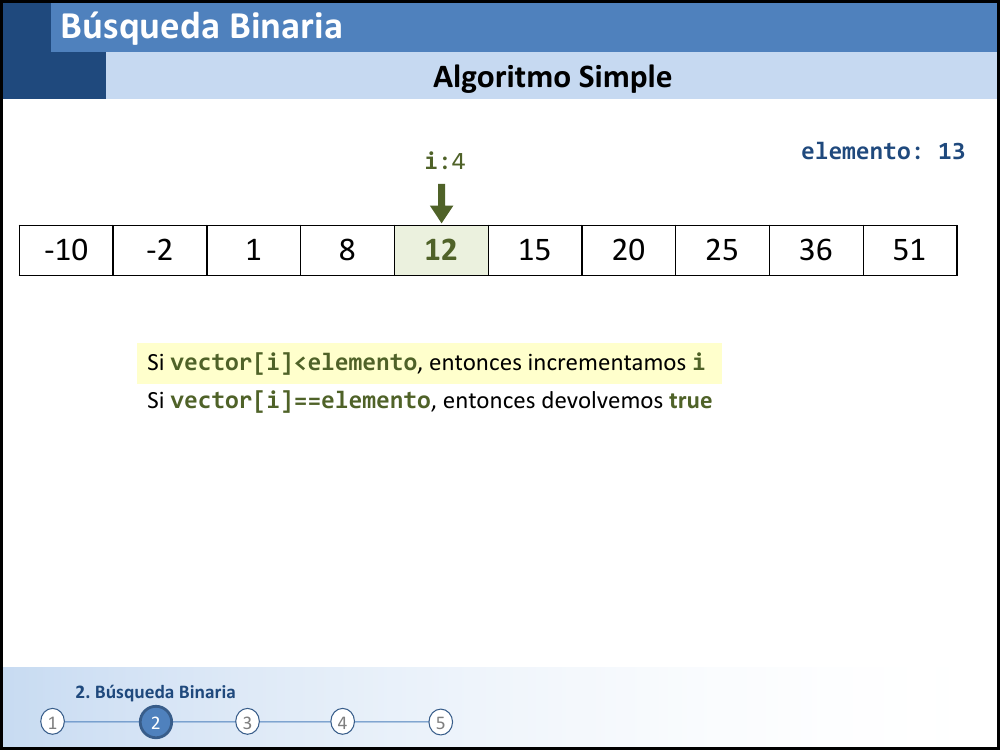 Búsqueda Binaria
Algoritmo Simple
elemento: 13
i:4
-10 -2 1 8 12 15 20 25 36 51
Si vector[i]<elemento, entonces incrementamos i
Si vector[i]==elemento, entonces devolvemos true
2. Búsqueda Binaria
1 2 3 4 5